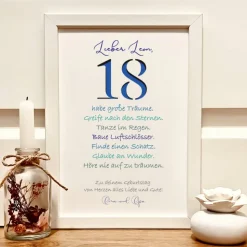 Lieber Leon,
18
habe große Träume.
Greife nach den Sternen.
Tanze im Regen.
Baue Luftschlösser.
Finde einen Schatz.
Glaube an Wunder.
Höre nie auf zu träumen.
Zu deinem Geburtstag
von Herzen alles Liebe und Gute!
Oma und Opa